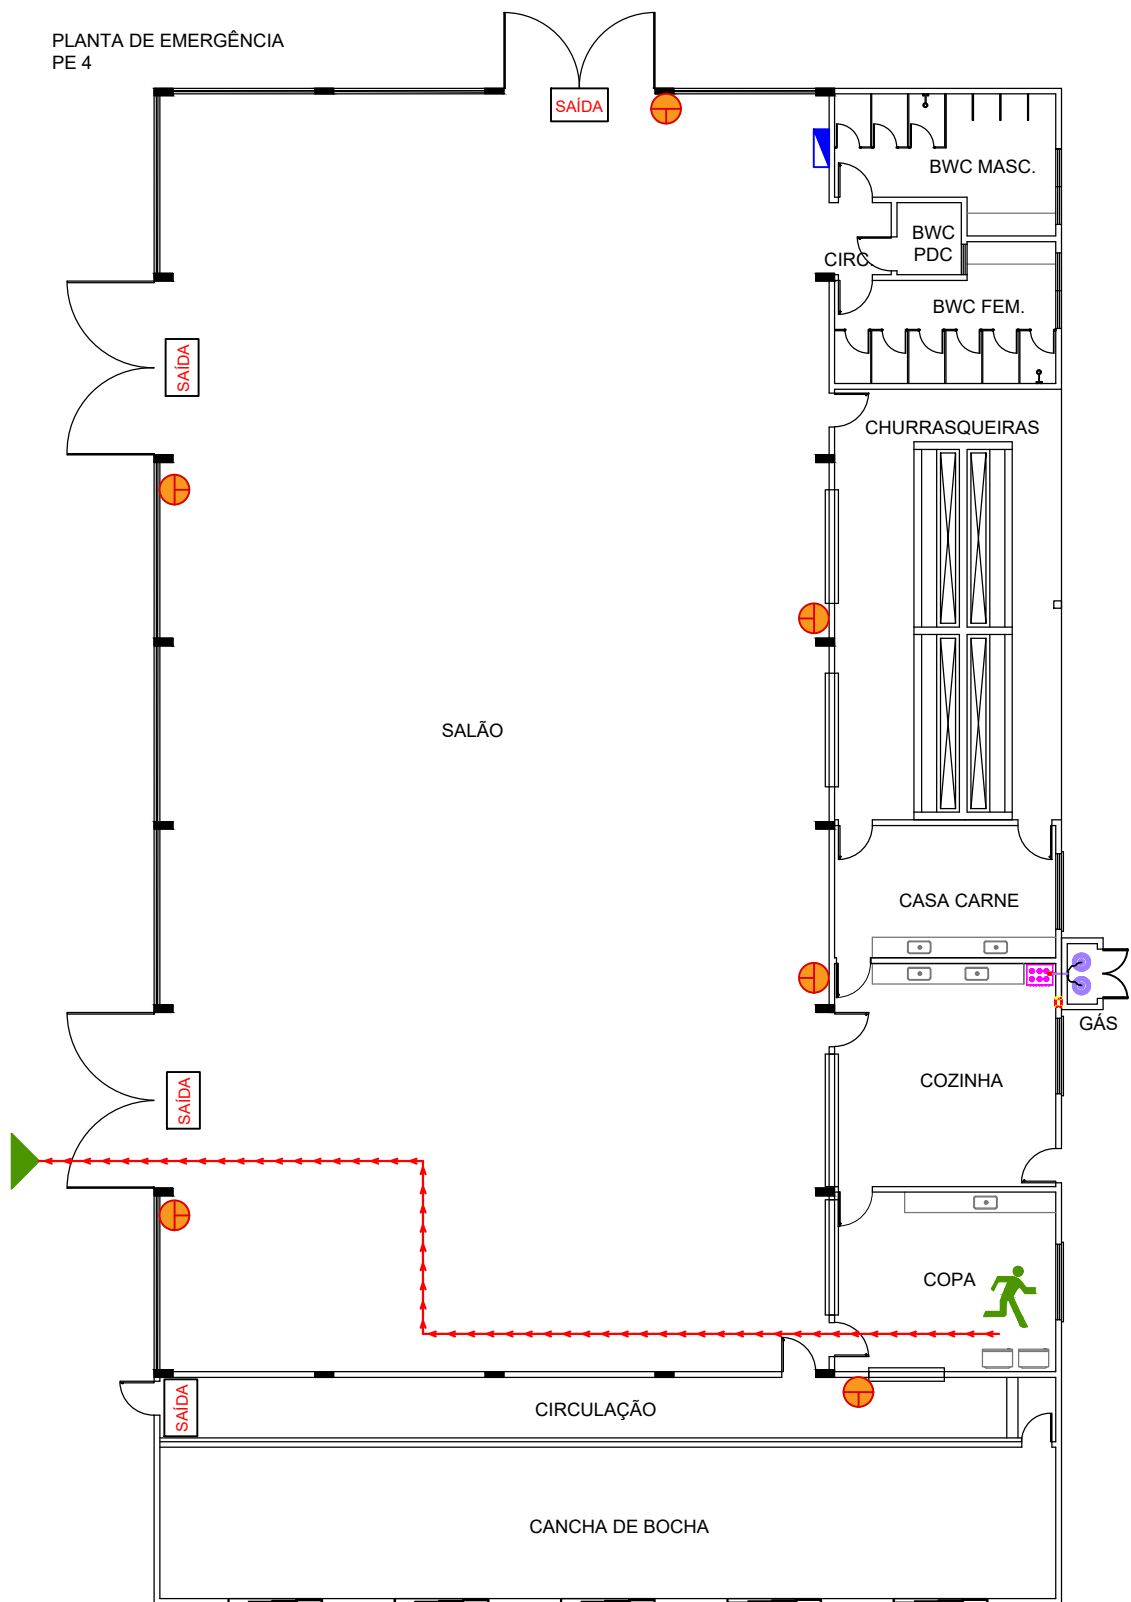 PLANTA DE EMERGÊNCIA
PE 4
SAÍDA
BWC MASC.
BWC
PDC
CIRC.
BWC FEM.
SAÍDA
CHURRASQUEIRAS
SALÃO
CASA CARNE
GÁS
COZINHA
SAÍDA
COPA
SAÍDA
CIRCULAÇÃO
CANCHA DE BOCHA